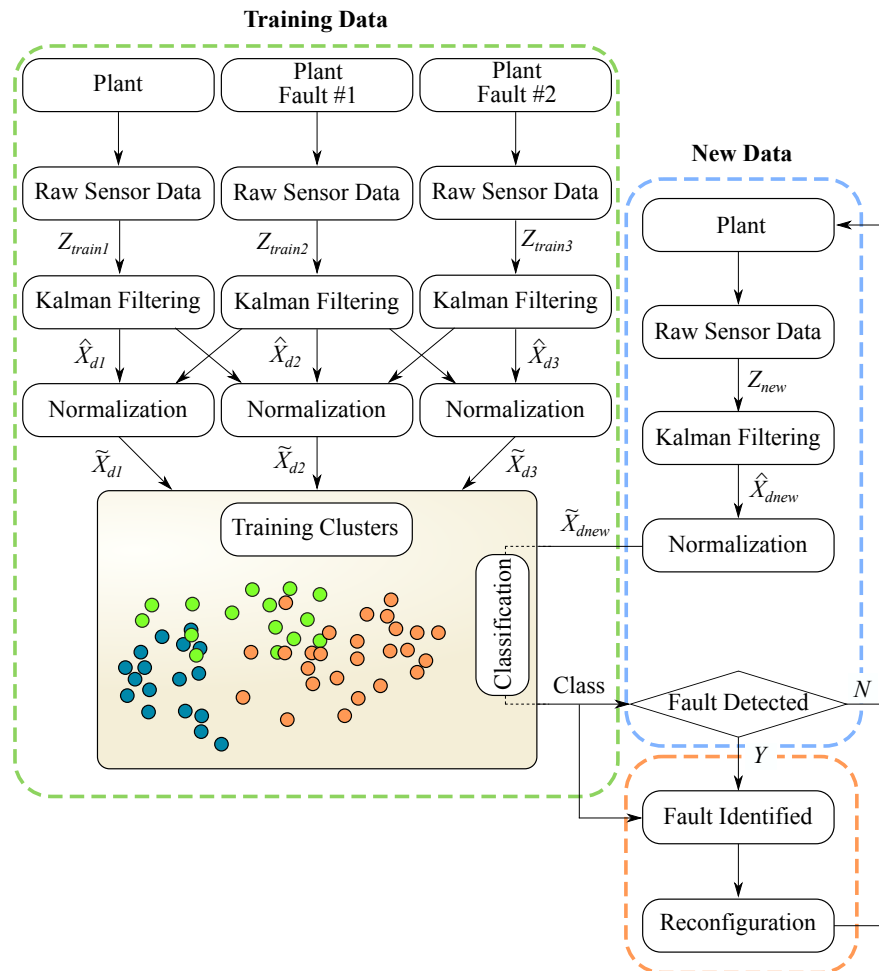 Training Data
Plant
Plant
Fault #1
Plant
Fault #2
Raw Sensor Data
Raw Sensor Data
Raw Sensor Data
Z_train1
Z_train2
Z_train3
Kalman Filtering
Kalman Filtering
Kalman Filtering
X̂_d1
X̂_d2
X̂_d3
Normalization
Normalization
Normalization
X̃_d1
X̃_d2
X̃_d3
Training Clusters
Classification
New Data
Plant
Raw Sensor Data
Z_new
Kalman Filtering
X̂_dnew
Normalization
X̃_dnew
Class
Fault Detected
N
Y
Fault Identified
Reconfiguration